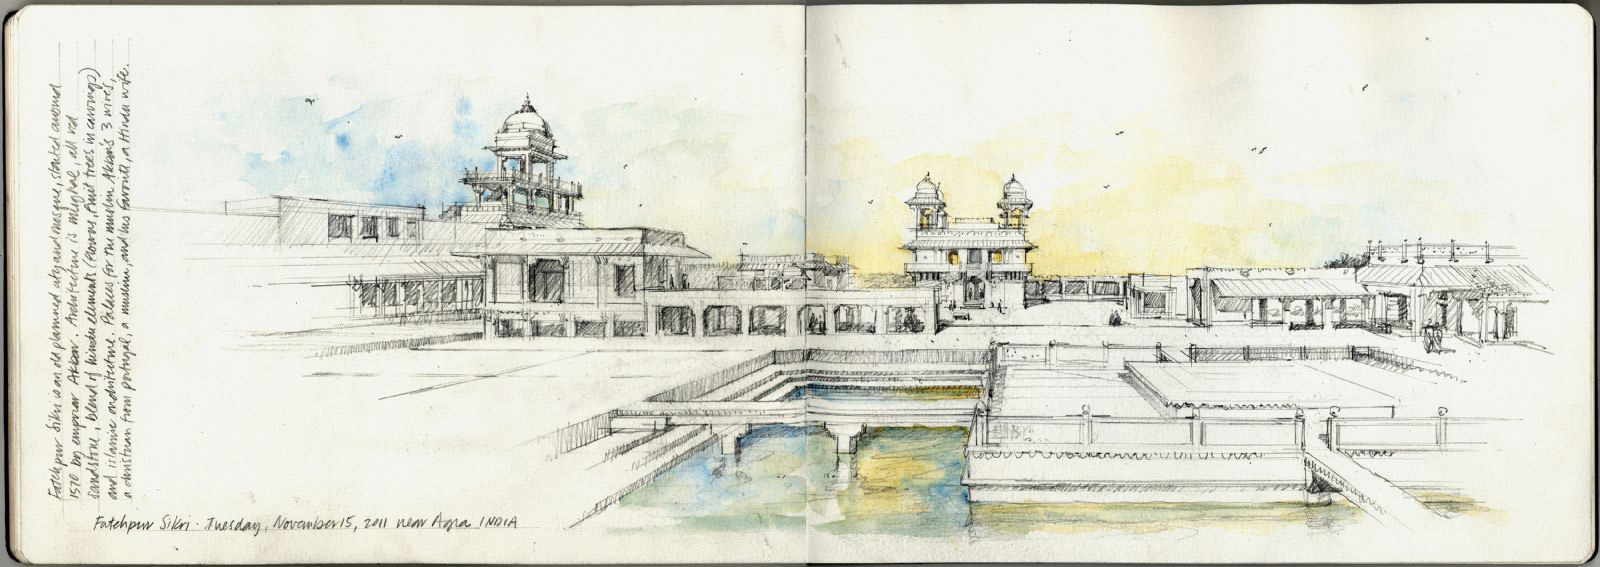 Fatehpur Sikri is an old planned city and mosque, started around
1570 by emperor Akbar. Architecture is mughal, all red
sandstone, blend of hindu elements (flowers, fruit trees in carvings)
and islamic architecture. Palaces for the muslim Akbar's 3 wives,
a christian from portugal, a muslim, and his favorite, a Hindu wife.
Fatehpur Sikri · Tuesday, November 15, 2011 near Agra INDIA